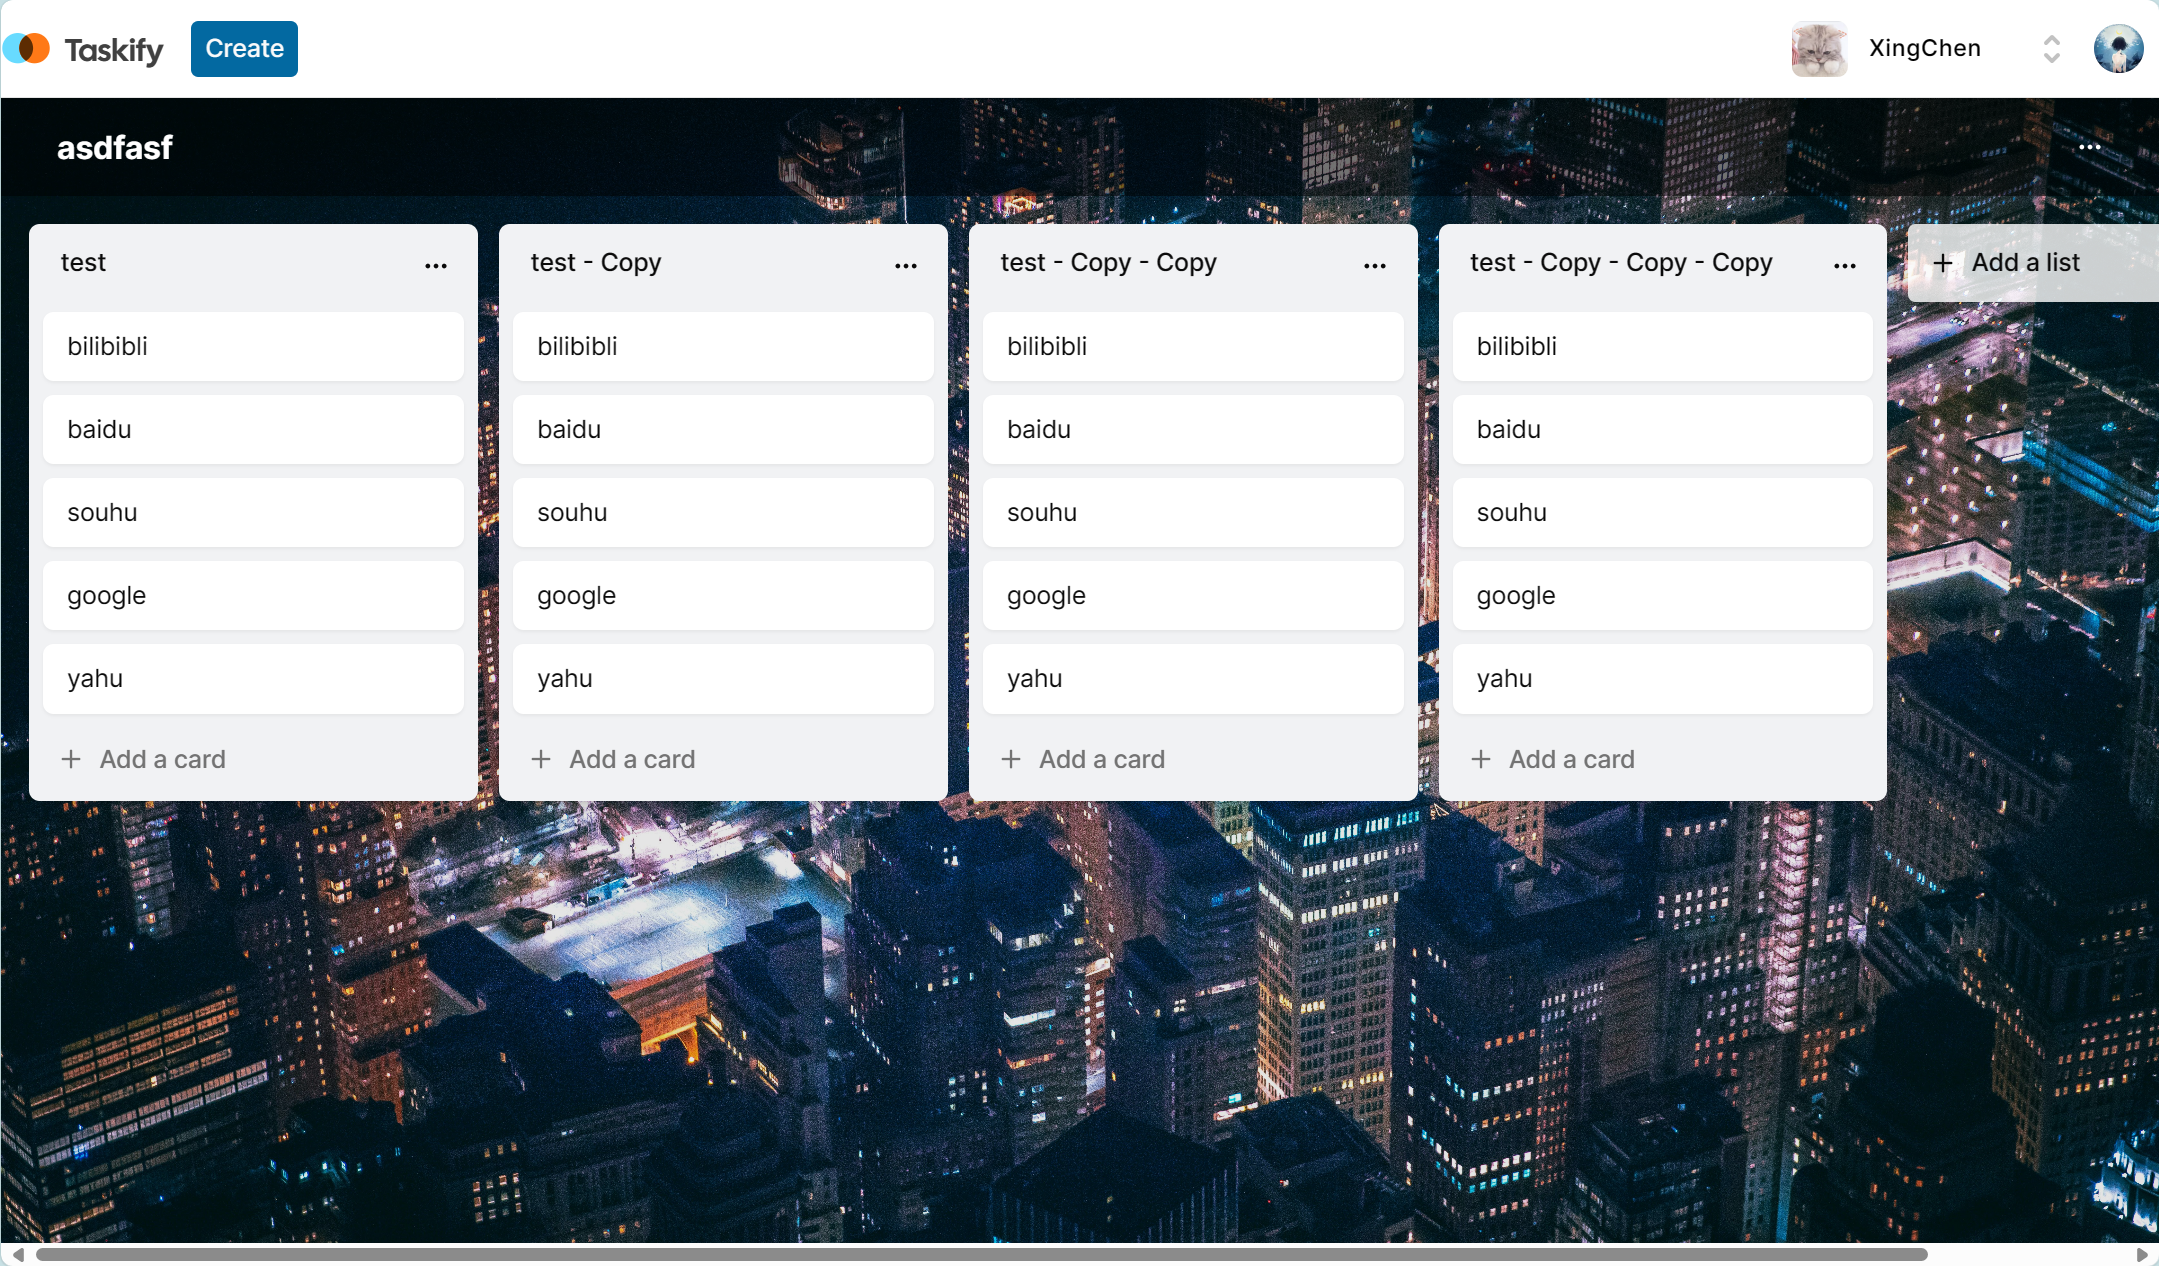 Taskify
Create
XingChen
asdfasf
test
bilibibli
baidu
souhu
google
yahu
+ Add a card
test - Copy
bilibibli
baidu
souhu
google
yahu
+ Add a card
test - Copy - Copy
bilibibli
baidu
souhu
google
yahu
+ Add a card
test - Copy - Copy - Copy
bilibibli
baidu
souhu
google
yahu
+ Add a card
+ Add a list